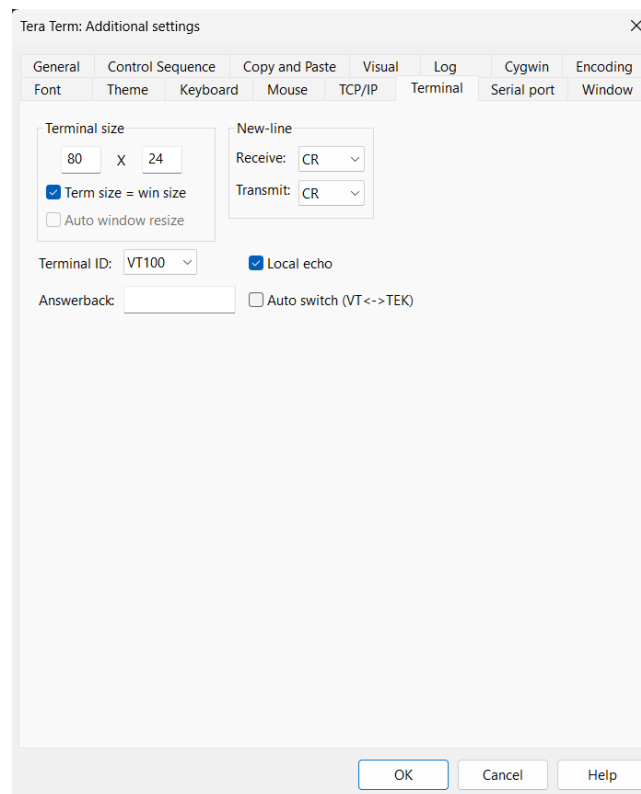 Tera Term: Additional settings
General Control Sequence Copy and Paste Visual Log Cygwin Encoding
Font Theme Keyboard Mouse TCP/IP Terminal Serial port Window
Terminal size
80 X 24
Term size = win size
Auto window resize
New-line
Receive: CR
Transmit: CR
Terminal ID: VT100
Local echo
Answerback:
Auto switch (VT<->TEK)
OK Cancel Help